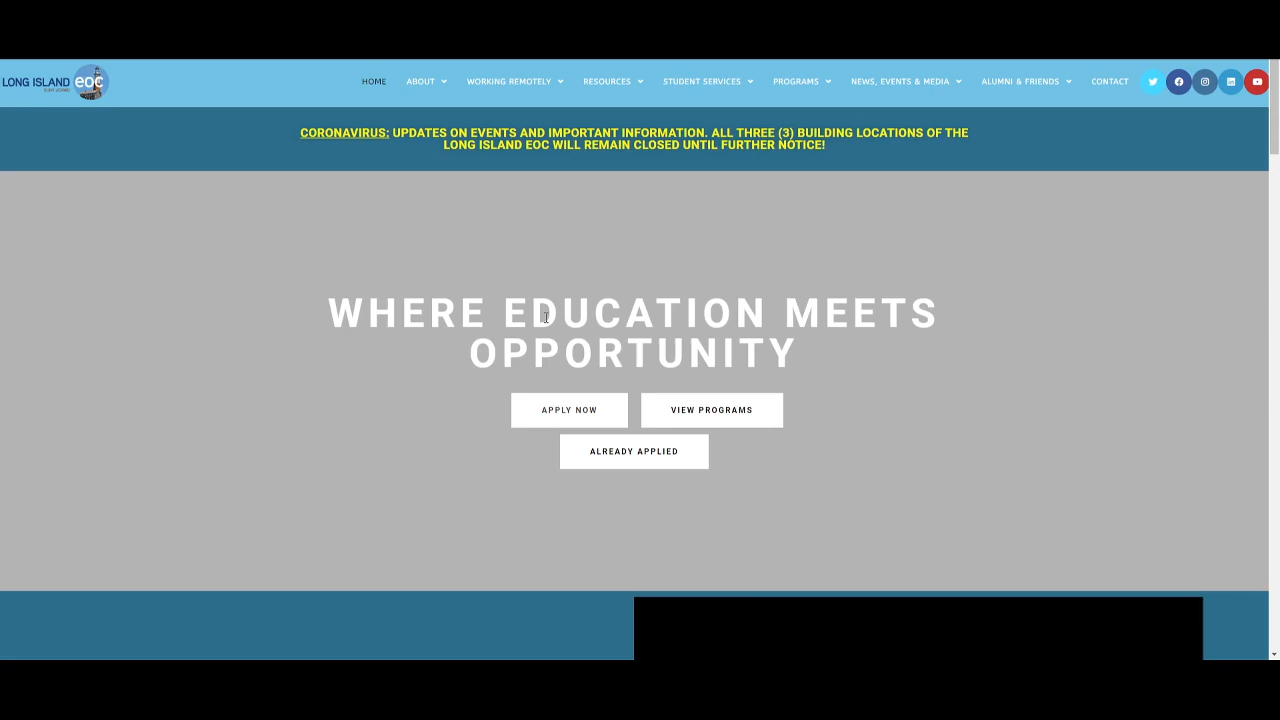 LONG ISLAND eoc
HOME ABOUT WORKING REMOTELY RESOURCES STUDENT SERVICES PROGRAMS NEWS, EVENTS & MEDIA ALUMNI & FRIENDS CONTACT
CORONAVIRUS: UPDATES ON EVENTS AND IMPORTANT INFORMATION. ALL THREE (3) BUILDING LOCATIONS OF THE
LONG ISLAND EOC WILL REMAIN CLOSED UNTIL FURTHER NOTICE!
WHERE EDUCATION MEETS
OPPORTUNITY
APPLY NOW VIEW PROGRAMS
ALREADY APPLIED